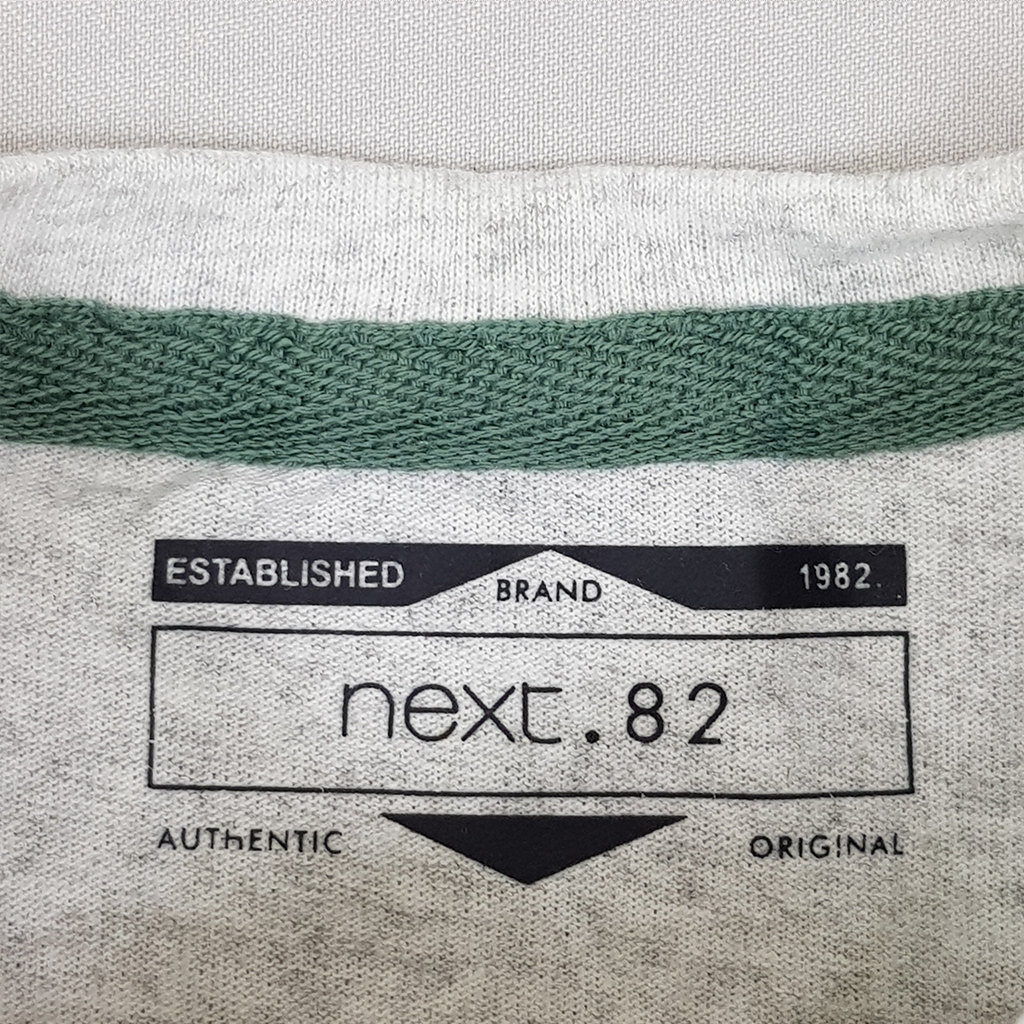 ESTABLISHED BRAND 1982.
next.82
AUThENTIC ORIGINAL